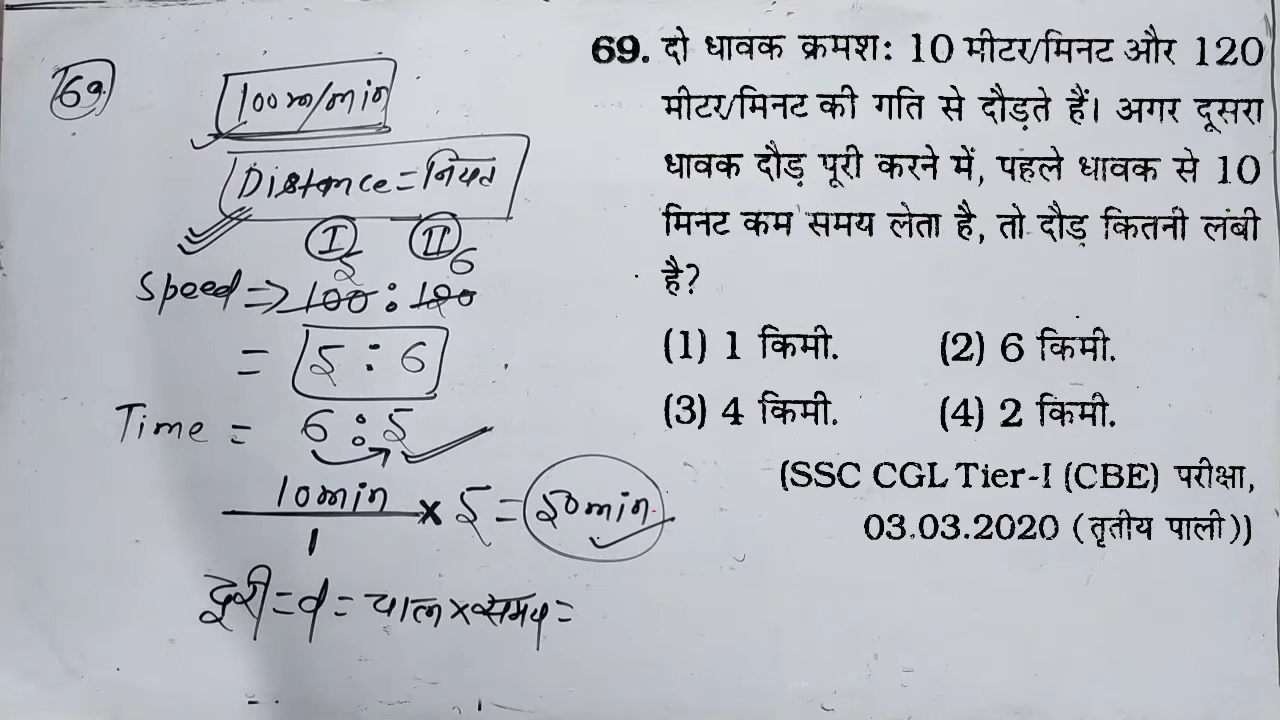 69
100m/min
Distance = नियत
I II
5 6
Speed => 100 : 120
= 5 : 6
Time = 6 : 5
10min/1 × 5 = 50min
दूरी = d = चाल × समय =
69. दो धावक क्रमशः 10 मीटर/मिनट और 120
मीटर/मिनट की गति से दौड़ते हैं। अगर दूसरा
धावक दौड़ पूरी करने में, पहले धावक से 10
मिनट कम समय लेता है, तो दौड़ कितनी लंबी
है?
(1) 1 किमी. (2) 6 किमी.
(3) 4 किमी. (4) 2 किमी.
(SSC CGL Tier-I (CBE) परीक्षा,
03.03.2020 (तृतीय पाली))